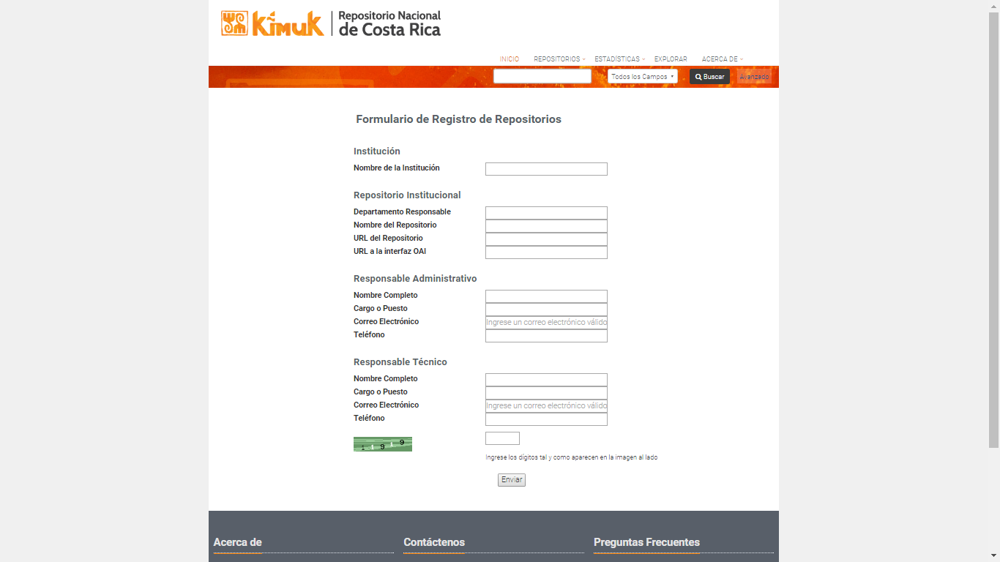 Kimuk Repositorio Nacional
de Costa Rica
INICIO REPOSITORIOS ESTADÍSTICAS EXPLORAR ACERCA DE
Todos los Campos Buscar Avanzado
Formulario de Registro de Repositorios
Institución
Nombre de la Institución
Repositorio Institucional
Departamento Responsable
Nombre del Repositorio
URL del Repositorio
URL a la interfaz OAI
Responsable Administrativo
Nombre Completo
Cargo o Puesto
Correo Electrónico Ingrese un correo electrónico válido
Teléfono
Responsable Técnico
Nombre Completo
Cargo o Puesto
Correo Electrónico Ingrese un correo electrónico válido
Teléfono
1 1 9 1 9
Ingrese los dígitos tal y como aparecen en la imagen al lado
Enviar
Acerca de Contáctenos Preguntas Frecuentes